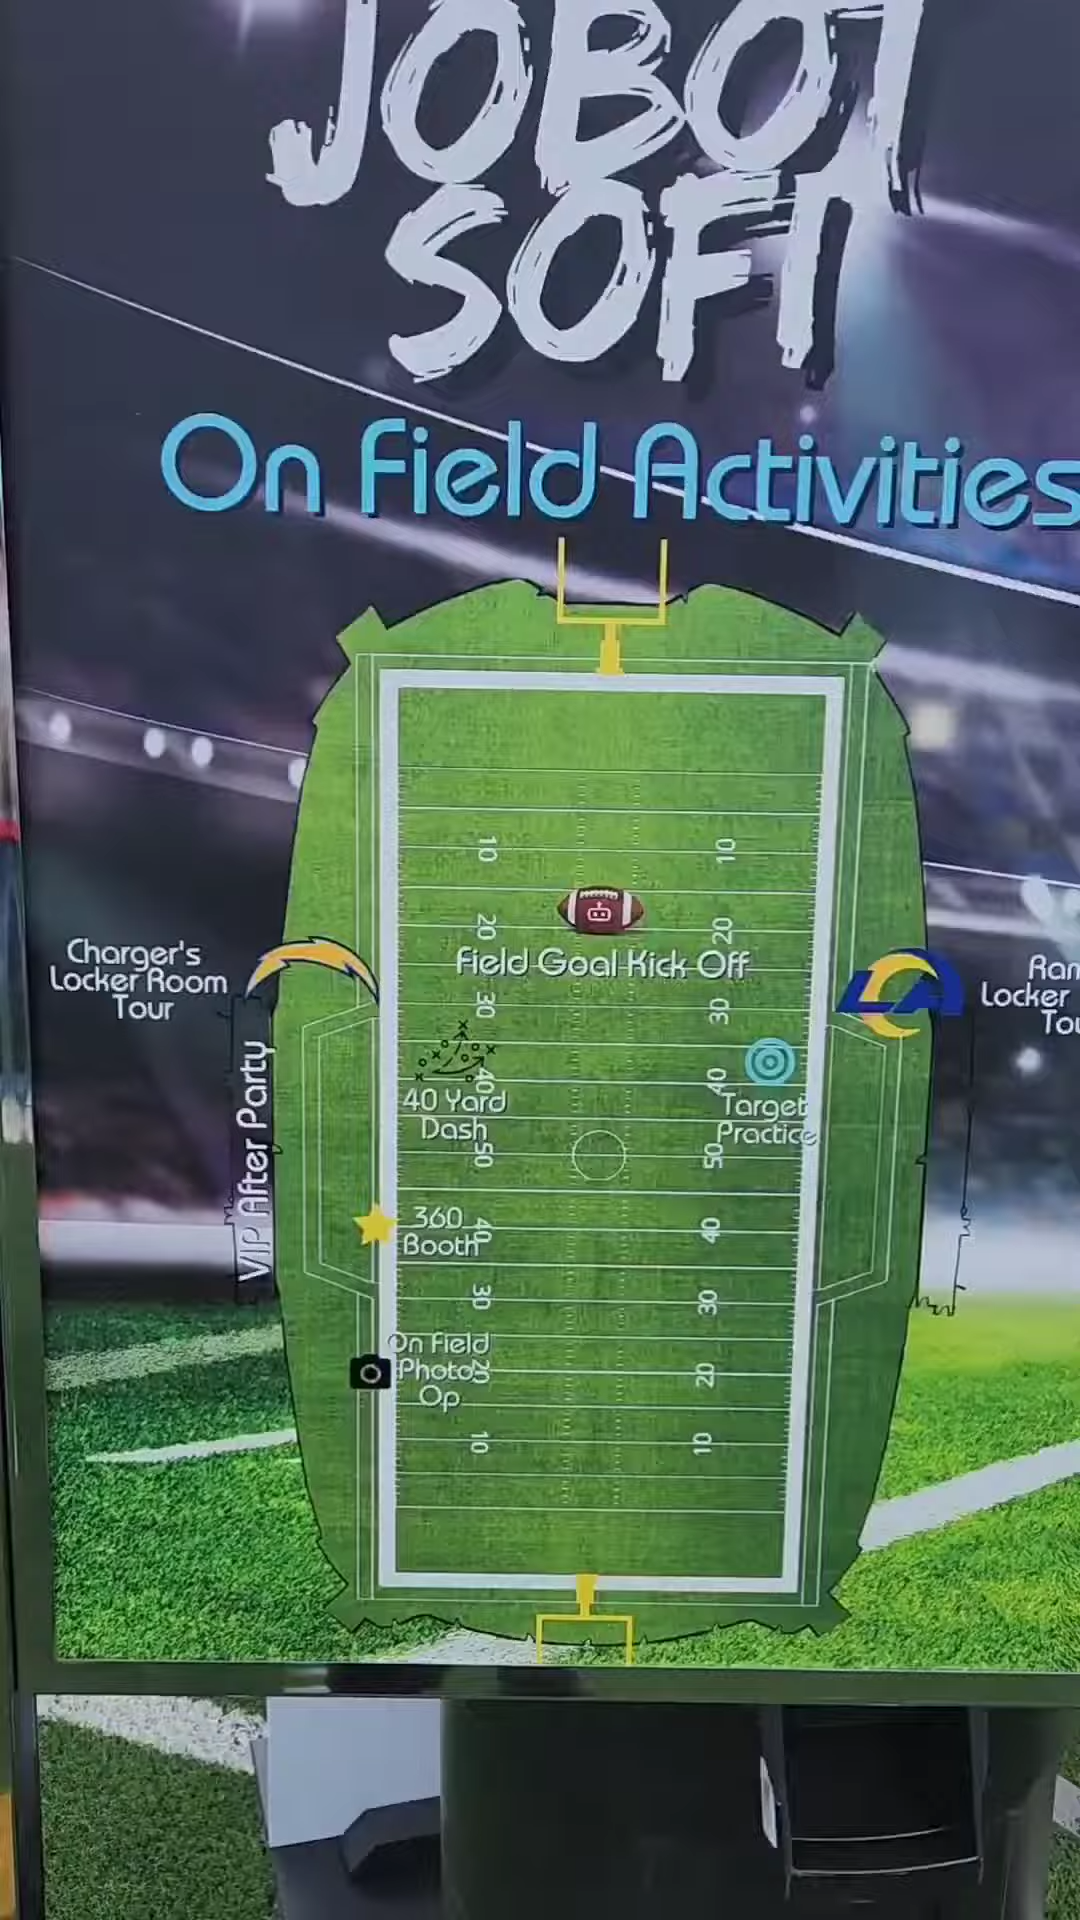 JOBOT
SOFI
On Field Activities
10 10
20 20
Field Goal Kick Off
Charger's
Locker Room
Tour
Locker
30 30
40 40
40 Yard
Dash
Target
Practice
50 50
VIP After Party
360
Booth
40 40
30 30
On Field
Photo
Op
20 20
10 10
LA